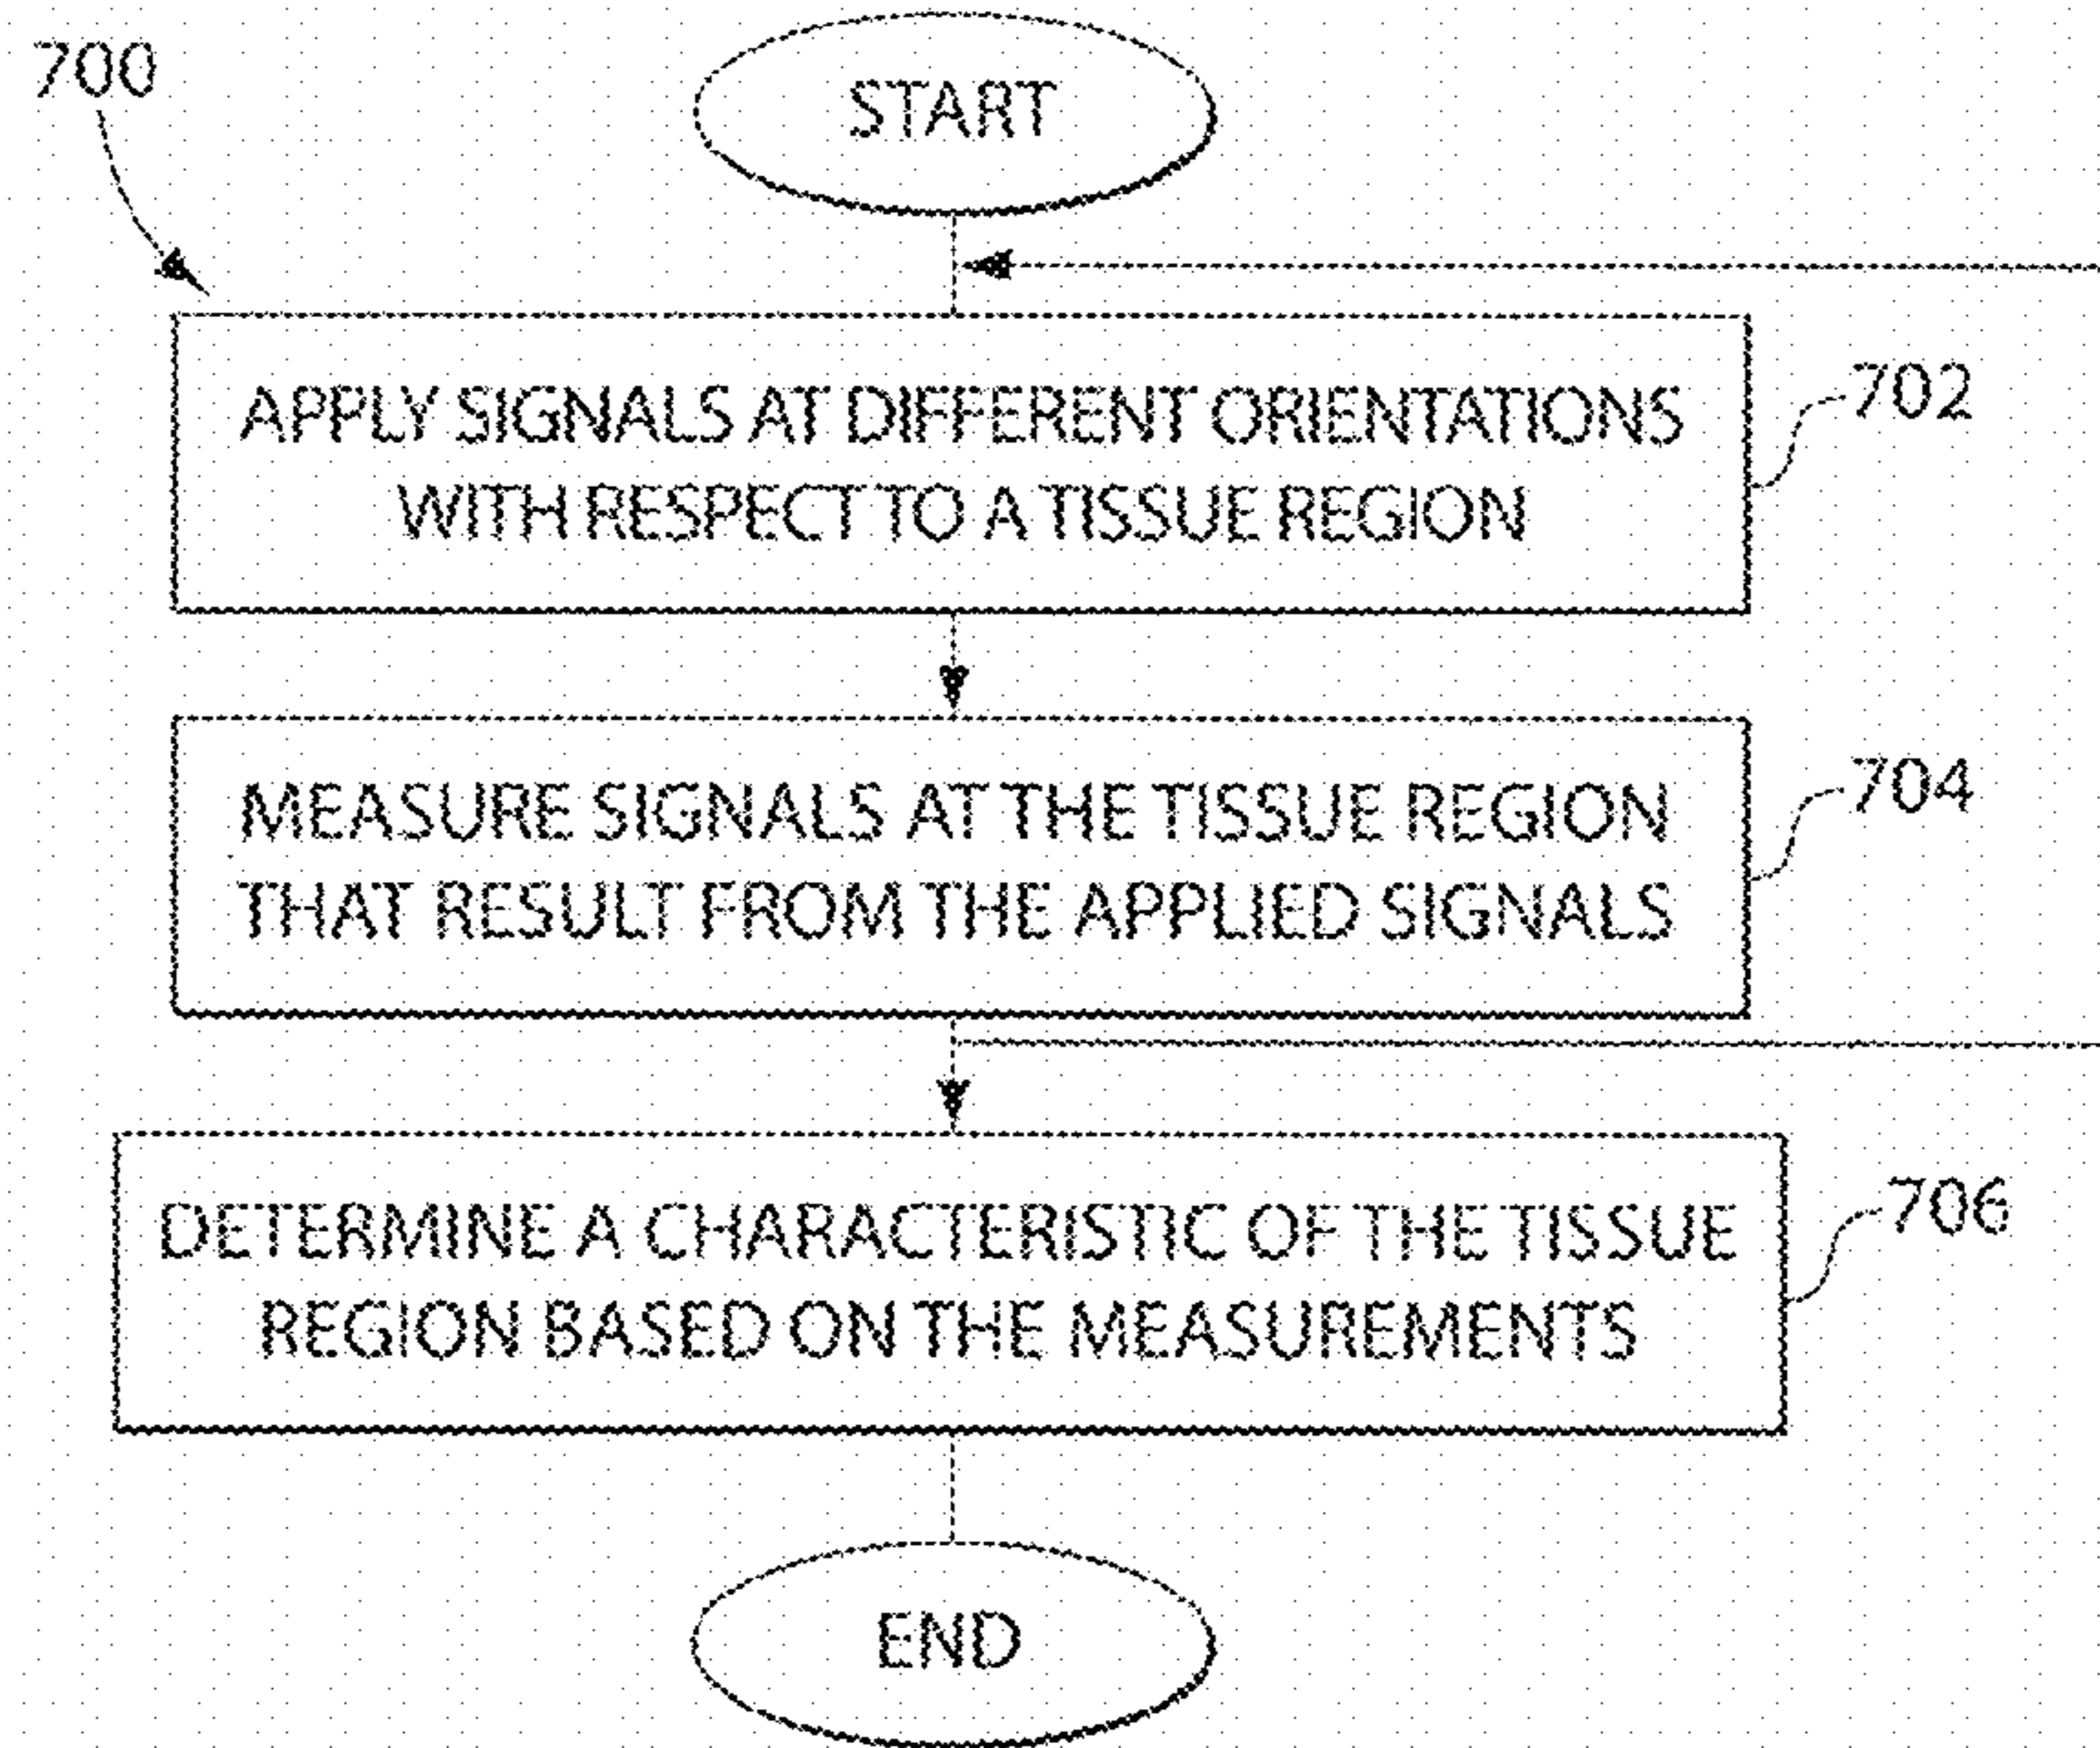 700
START
APPLY SIGNALS AT DIFFERENT ORIENTATIONS
WITH RESPECT TO A TISSUE REGION
702
MEASURE SIGNALS AT THE TISSUE REGION
THAT RESULT FROM THE APPLIED SIGNALS
704
DETERMINE A CHARACTERISTIC OF THE TISSUE
REGION BASED ON THE MEASUREMENTS
706
END